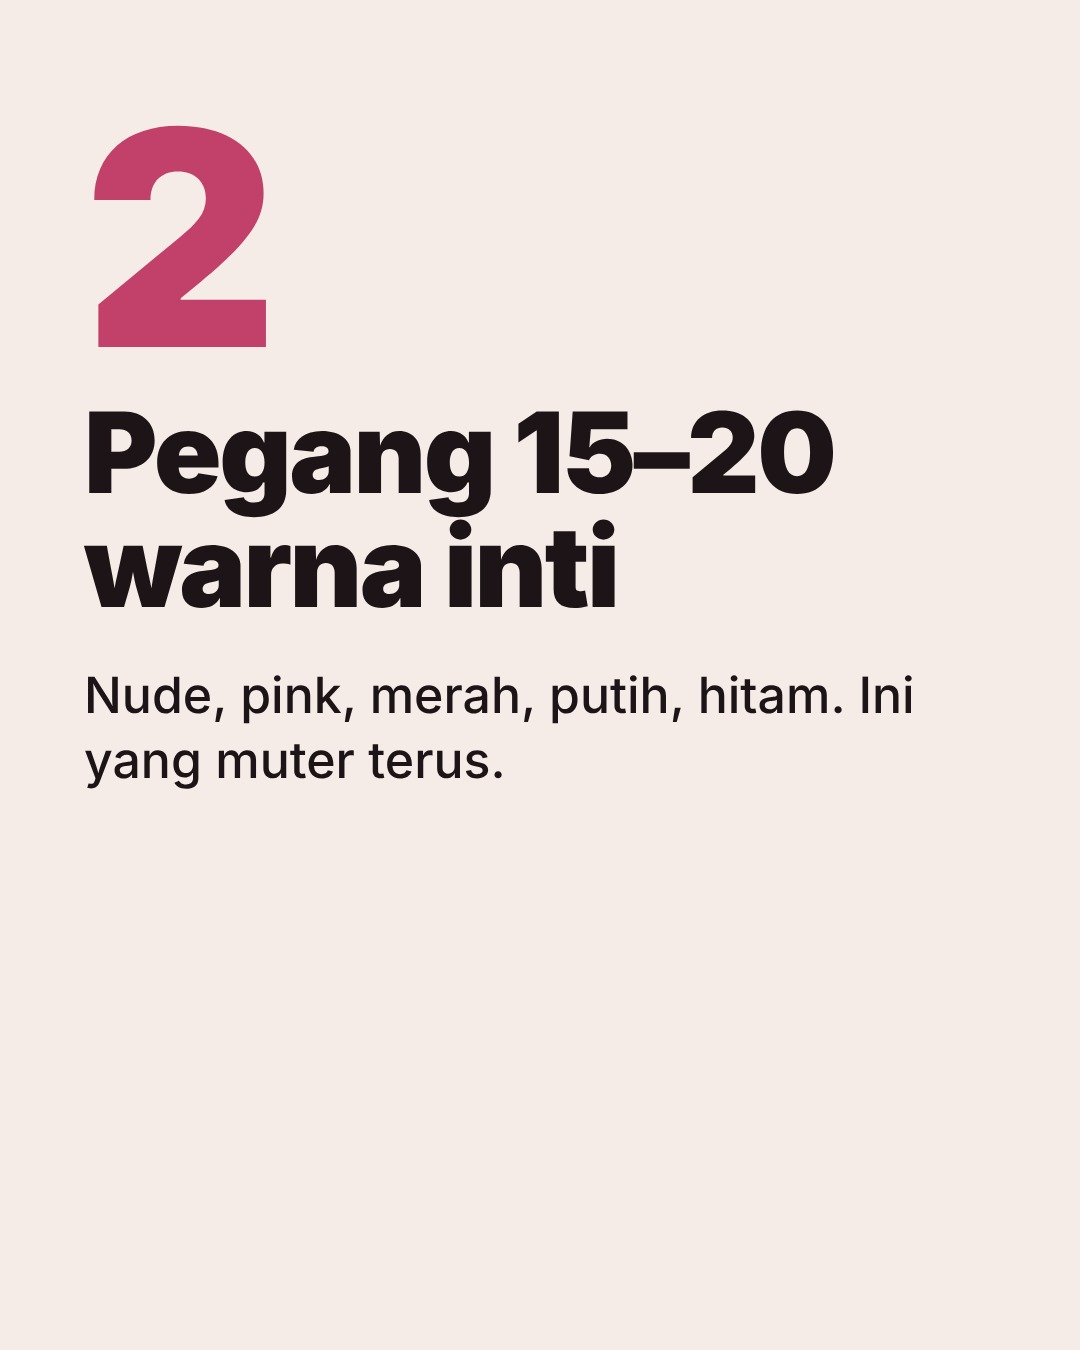 2
Pegang 15–20
warna inti
Nude, pink, merah, putih, hitam. Ini
yang muter terus.